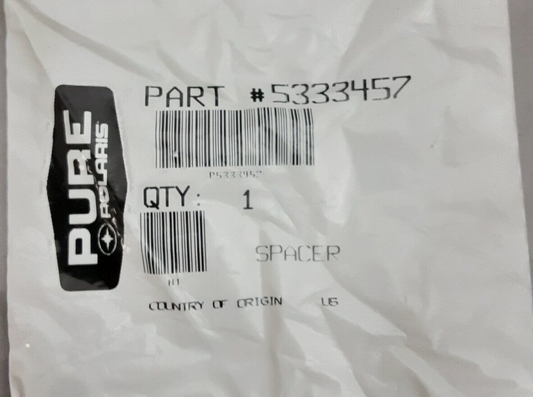 PURE
POLARIS
PART #5333457
QTY: 1
SPACER
COUNTRY OF ORIGIN US